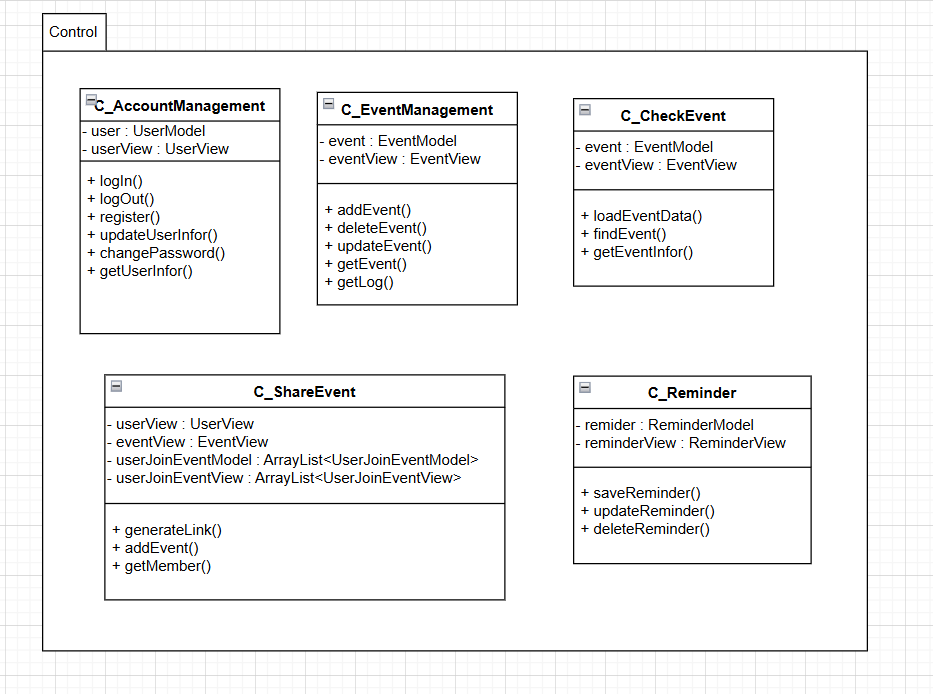 Control
C_AccountManagement
- user : UserModel
- userView : UserView
+ logIn()
+ logOut()
+ register()
+ updateUserInfor()
+ changePassword()
+ getUserInfor()
C_EventManagement
- event : EventModel
- eventView : EventView
+ addEvent()
+ deleteEvent()
+ updateEvent()
+ getEvent()
+ getLog()
C_CheckEvent
- event : EventModel
- eventView : EventView
+ loadEventData()
+ findEvent()
+ getEventInfor()
C_ShareEvent
- userView : UserView
- eventView : EventView
- userJoinEventModel : ArrayList<UserJoinEventModel>
- userJoinEventView : ArrayList<UserJoinEventView>
+ generateLink()
+ addEvent()
+ getMember()
C_Reminder
- remider : ReminderModel
- reminderView : ReminderView
+ saveReminder()
+ updateReminder()
+ deleteReminder()